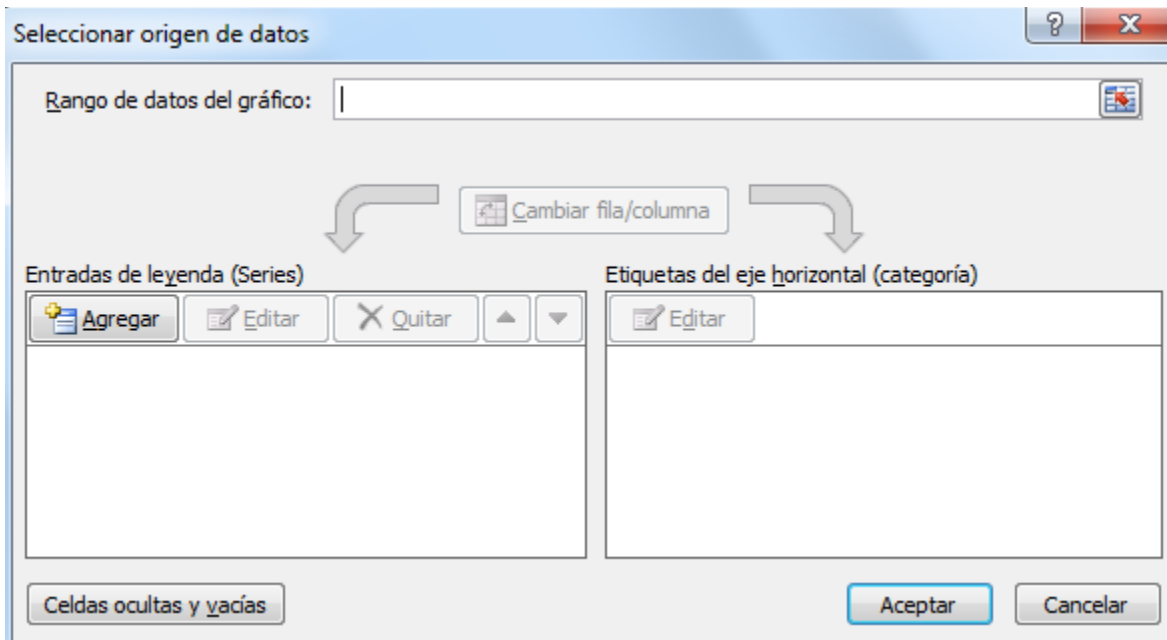 Seleccionar origen de datos
Rango de datos del gráfico:
Cambiar fila/columna
Entradas de leyenda (Series)
Etiquetas del eje horizontal (categoría)
Agregar Editar Quitar
Editar
Celdas ocultas y vacías
Aceptar Cancelar